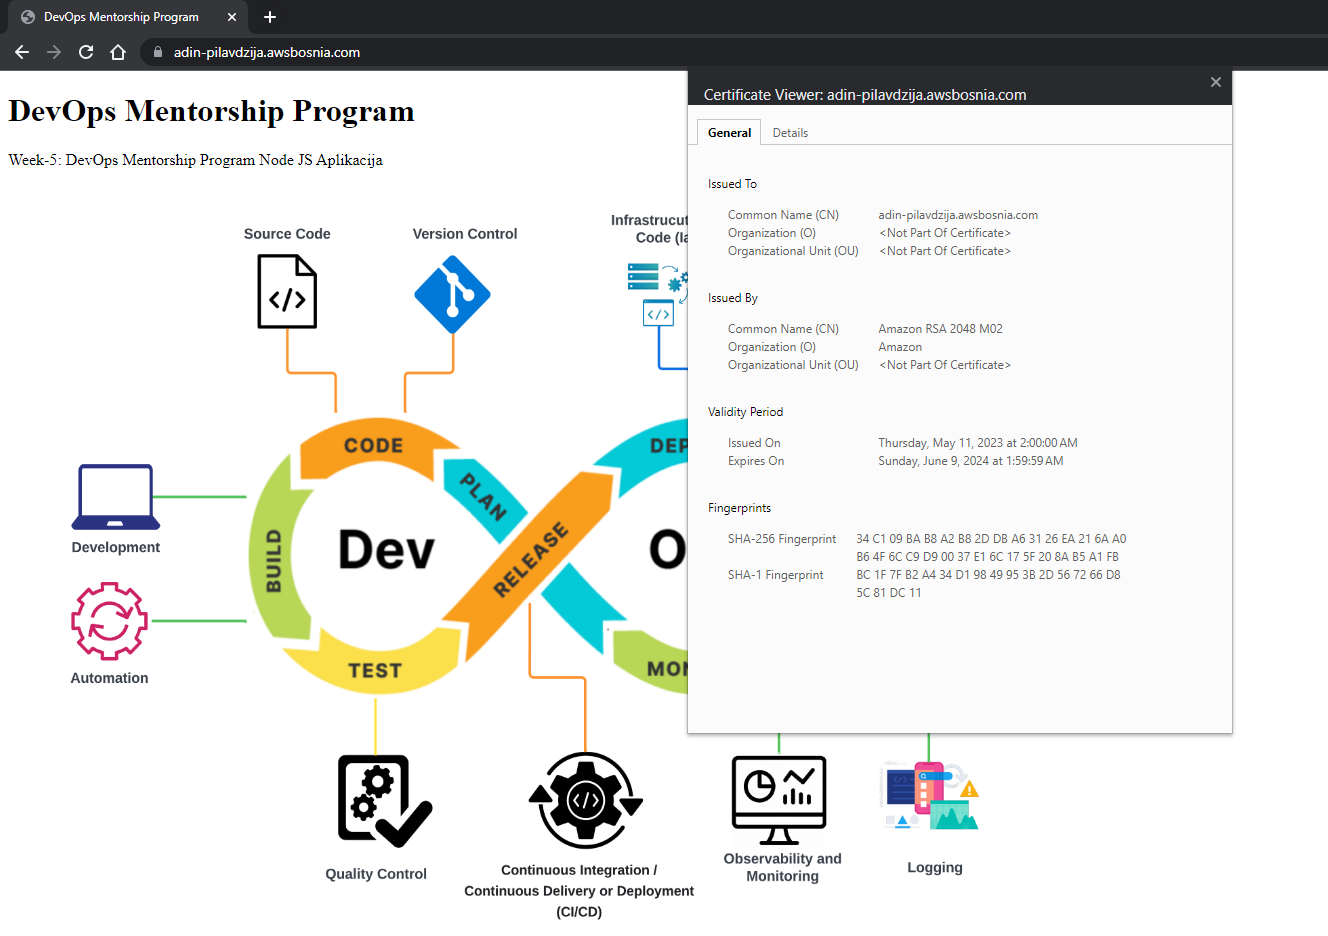 DevOps Mentorship Program
adin-pilavdzija.awsbosnia.com
DevOps Mentorship Program
Week-5: DevOps Mentorship Program Node JS Aplikacija
Source Code
Version Control
Infrastrucut
Code (Ia
CODE
PLAN
BUILD
Dev
RELEASE
TEST
DEP
O
MON
Development
Automation
Quality Control
Continuous Integration /
Continuous Delivery or Deployment
(CI/CD)
Observability and
Monitoring
Logging
Certificate Viewer: adin-pilavdzija.awsbosnia.com
General Details
Issued To
Common Name (CN) adin-pilavdzija.awsbosnia.com
Organization (O) <Not Part Of Certificate>
Organizational Unit (OU) <Not Part Of Certificate>
Issued By
Common Name (CN) Amazon RSA 2048 M02
Organization (O) Amazon
Organizational Unit (OU) <Not Part Of Certificate>
Validity Period
Issued On Thursday, May 11, 2023 at 2:00:00 AM
Expires On Sunday, June 9, 2024 at 1:59:59 AM
Fingerprints
SHA-256 Fingerprint 34 C1 09 BA B8 A2 B8 2D DB A6 31 26 EA 21 6A A0
B6 4F 6C C9 D9 00 37 E1 6C 17 5F 20 8A B5 A1 FB
SHA-1 Fingerprint BC 1F 7F B2 A4 34 D1 98 49 95 3B 2D 56 72 66 D8
5C 81 DC 11